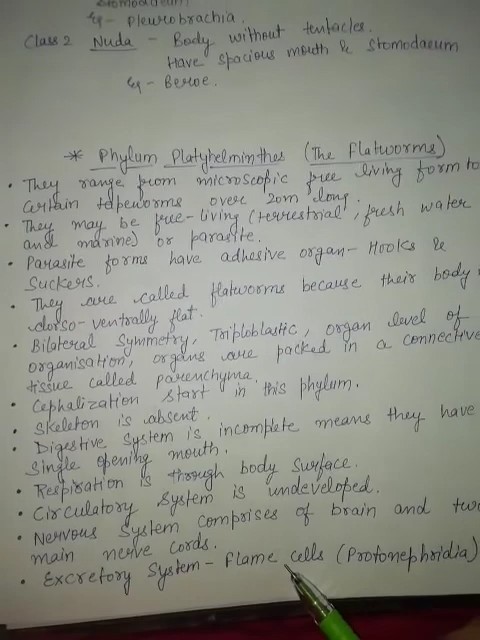 Stomodaeum.
eg - Pleurobrachia.
Class 2 Nuda - Body without tentacles.
Have spacious mouth & Stomodaeum
eg - Beroe.
* Phylum Platyhelminthes (The Flatworms)
• They range from microscopic free living form to
certain tapeworms over 20m long.
• They may be free-living (terrestrial, fresh water
and marine) or parasite.
• Parasite forms have adhesive organ - Hooks &
Suckers.
• They are called flatworms because their body
dorso-ventrally flat.
• Bilateral Symmetry, Triploblastic, organ level of
organisation, organs are packed in a connective
tissue called parenchyma.
• Cephalization start in this phylum.
• Skeleton is absent.
• Digestive System is incomplete means they have
Single opening mouth.
• Respiration is through body surface.
• Circulatory System is undeveloped.
• Nervous System comprises of brain and two
main nerve cords.
• Excretory System - Flame cells (Protonephridia)